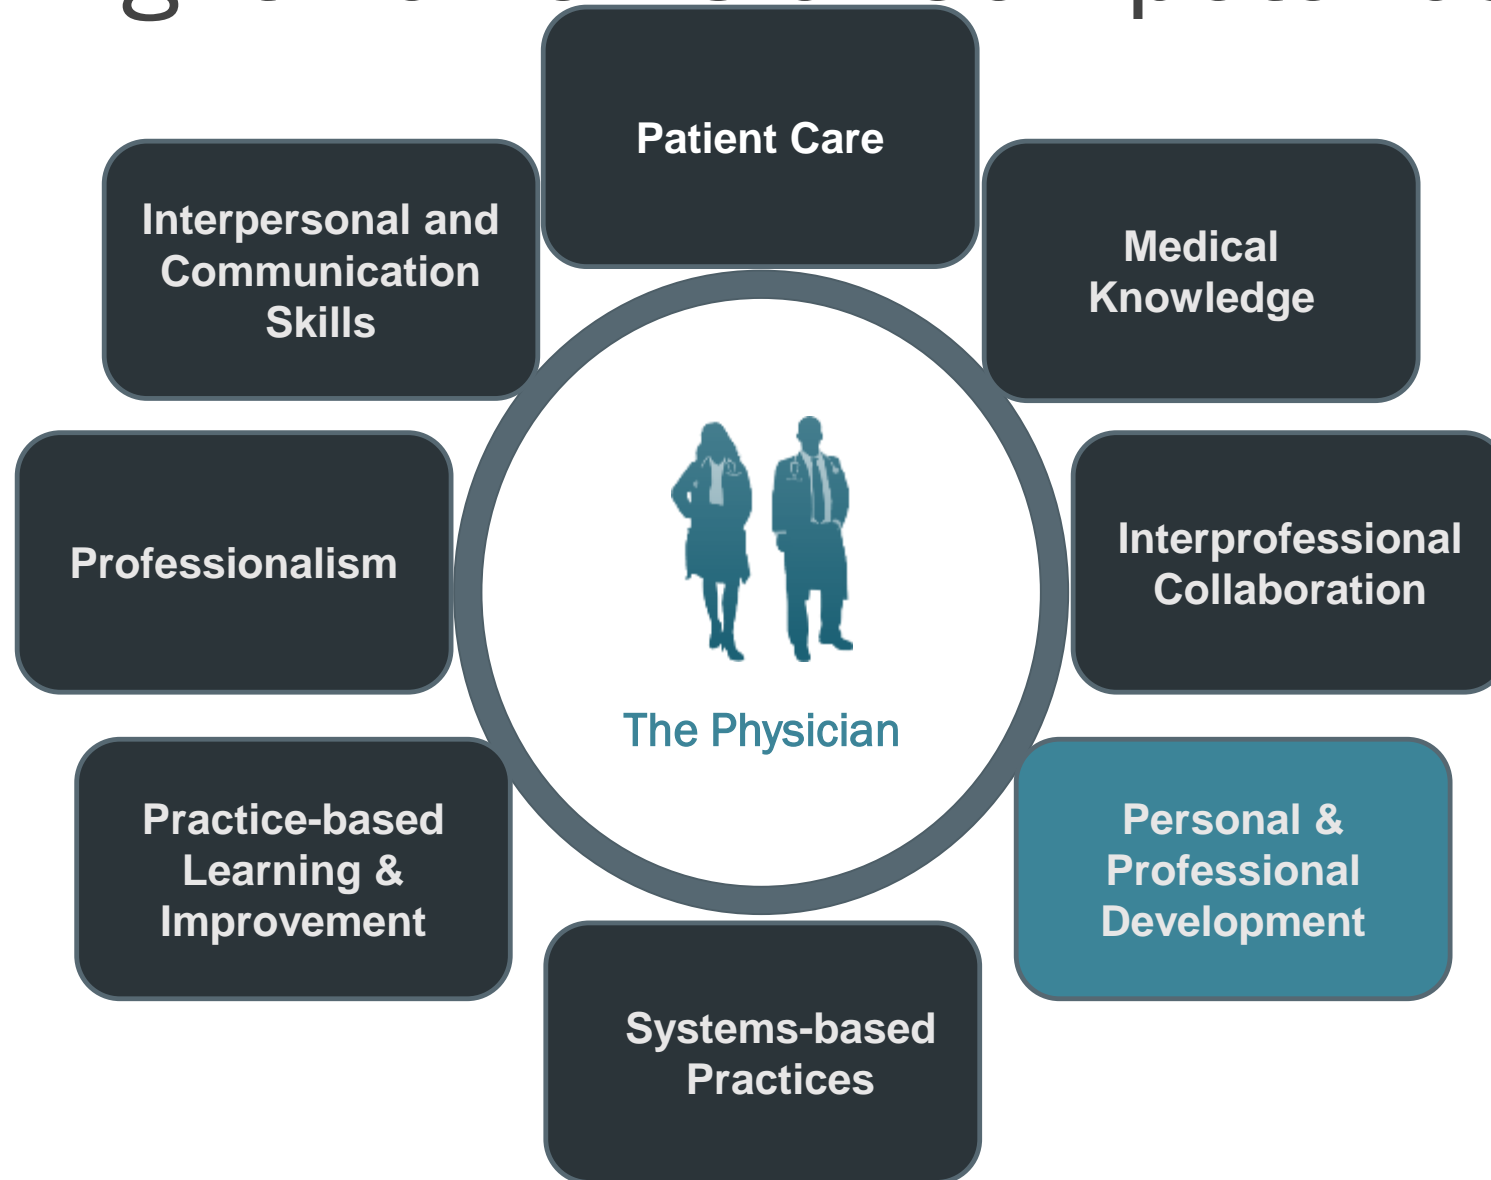 Patient Care
Interpersonal and
Communication
Skills
Medical
Knowledge
Professionalism
Interprofessional
Collaboration
The Physician
Practice-based
Learning &
Improvement
Personal &
Professional
Development
Systems-based
Practices